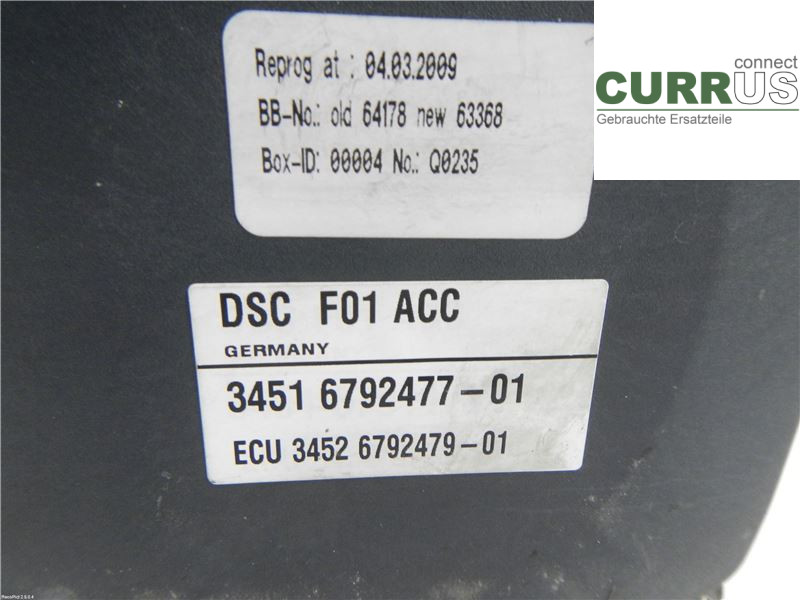 Reprog at : 04.03.2009
BB-No.: old 64178 new 63368
Box-ID: 00004 No.: Q0235
connect
CURRUS
Gebrauchte Ersatzteile
DSC F01 ACC
GERMANY
3451 6792477-01
ECU 3452 6792479-01